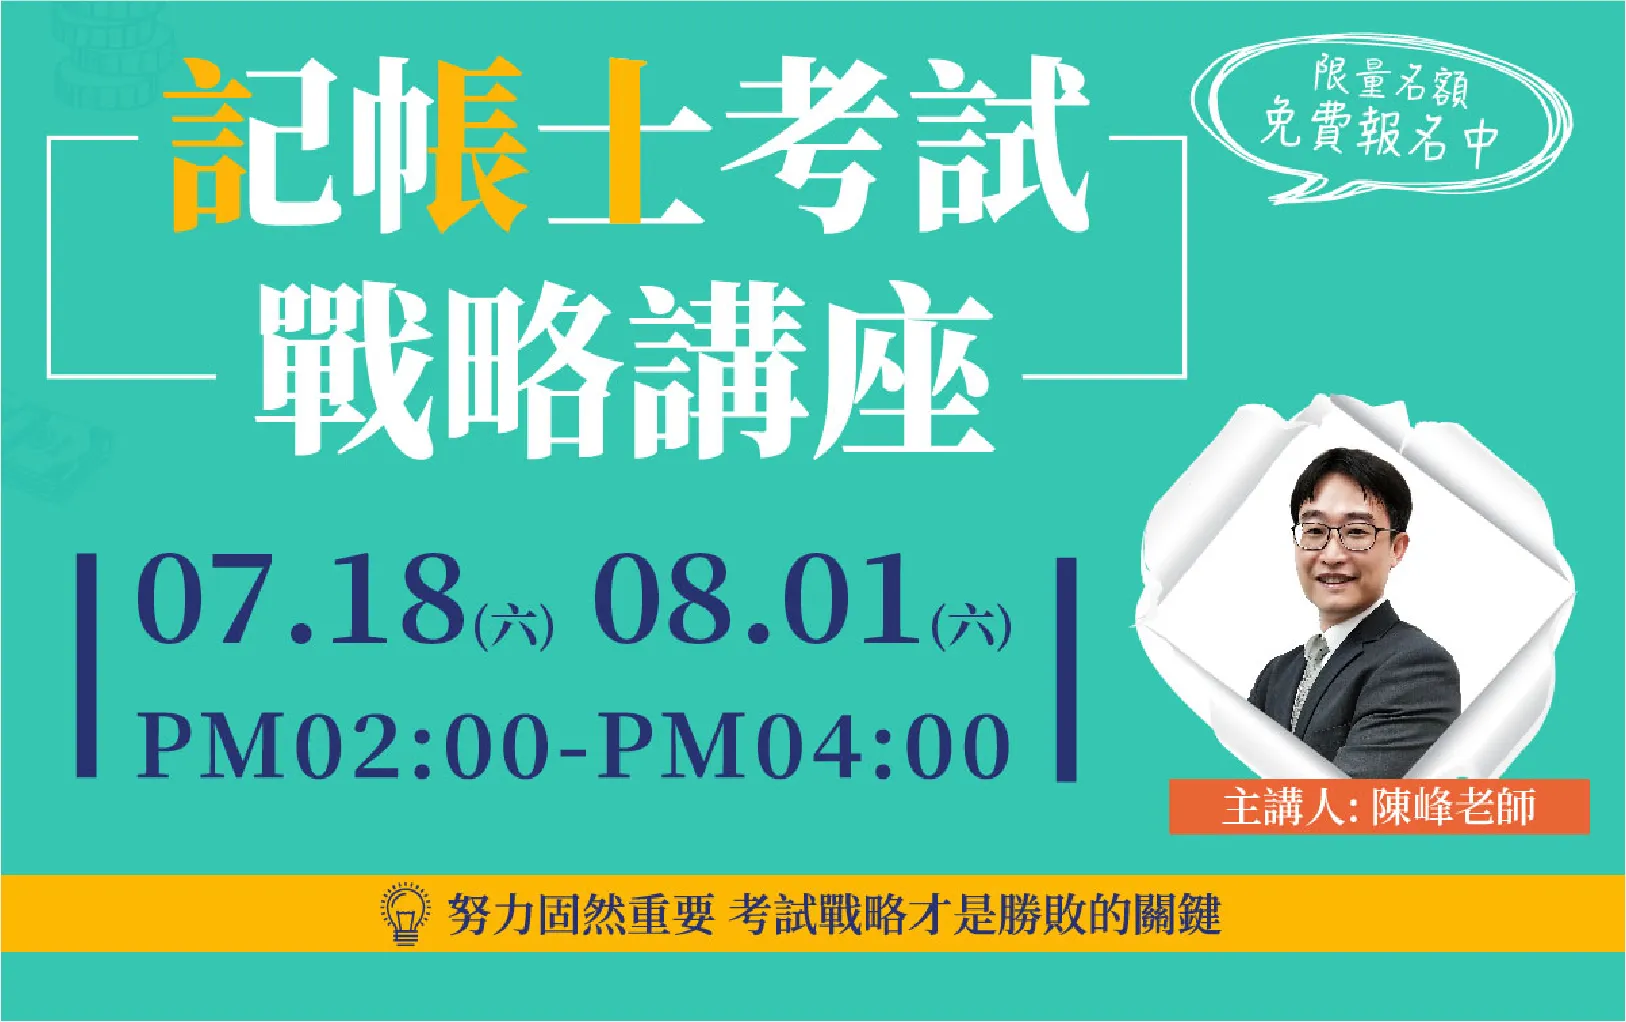 記帳士考試
限量名額
免費報名中
戰略講座
07.18(六) 08.01(六)
PM02:00-PM04:00
主講人: 陳峰老師
努力固然重要 考試戰略才是勝敗的關鍵